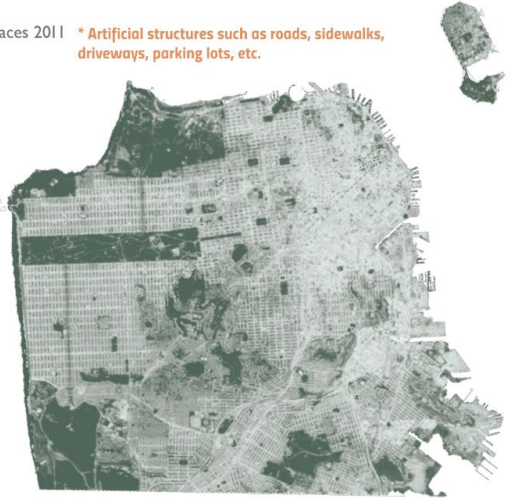 aces 2011 * Artificial structures such as roads, sidewalks,
driveways, parking lots, etc.